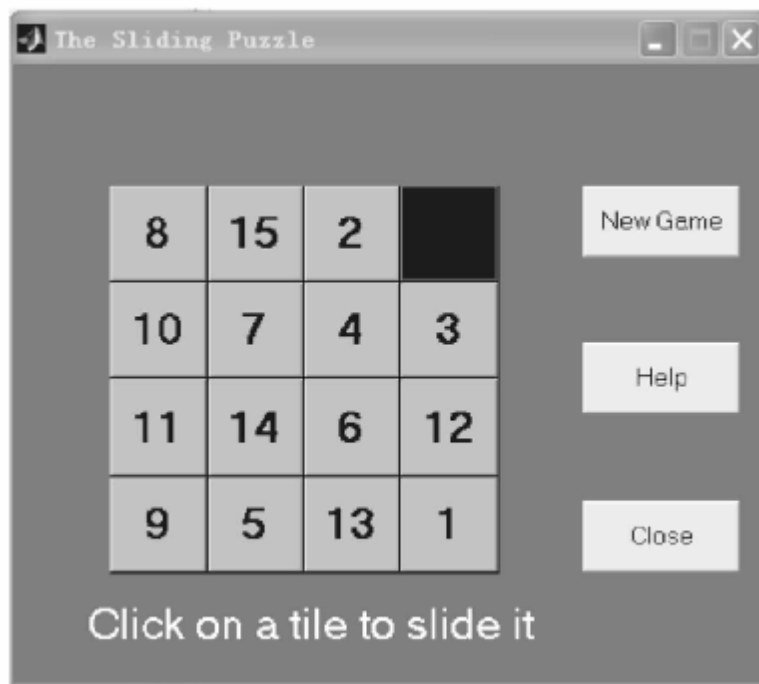 The Sliding Puzzle
8 15 2
New Game
10 7 4 3
Help
11 14 6 12
9 5 13 1
Close
Click on a tile to slide it